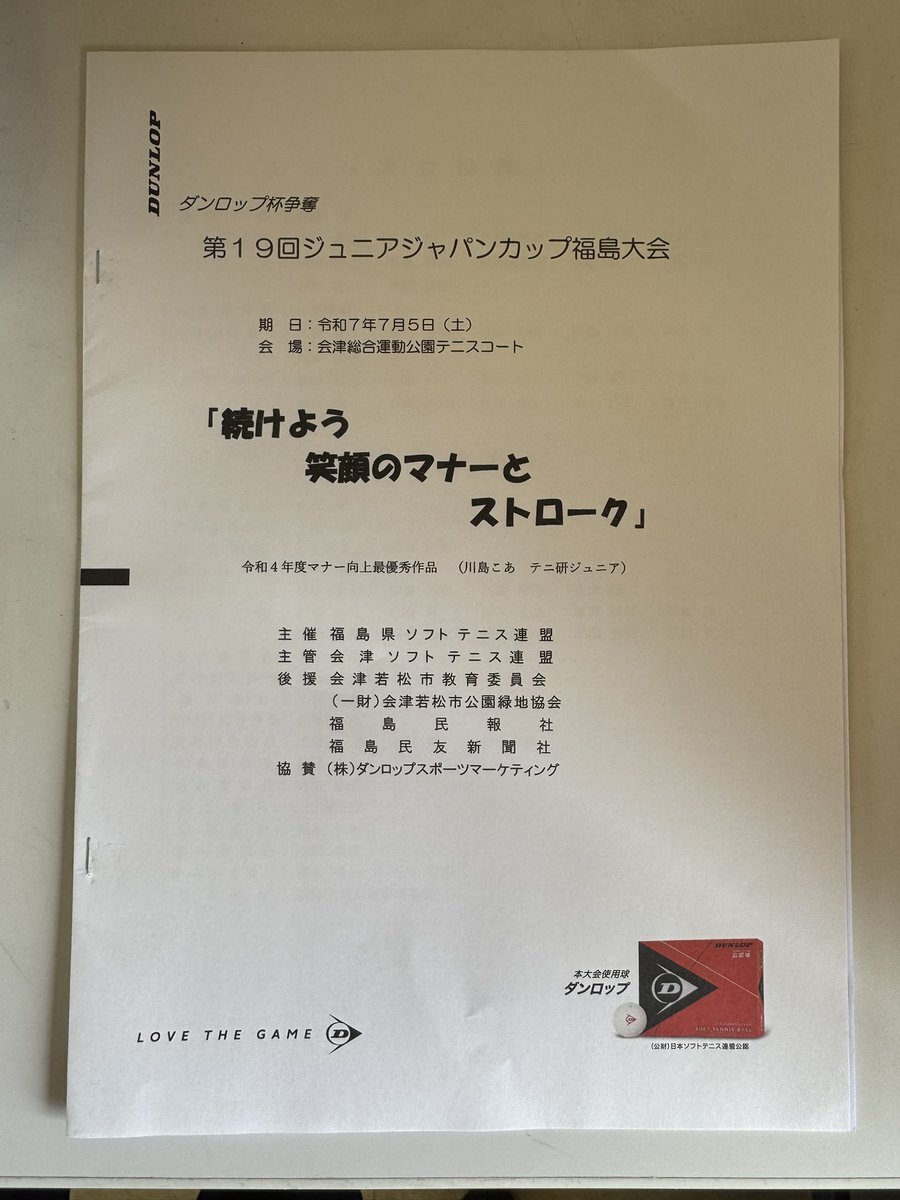 DUNLOP
ダンロップ杯争奪
第19回ジュニアジャパンカップ福島大会
期　日：令和7年7月5日（土）
会　場：会津総合運動公園テニスコート
「続けよう
笑顔のマナーと
ストローク」
令和4年度マナー向上最優秀作品　（川島こあ　テニ研ジュニア）
主催 福島県ソフトテニス連盟
主管 会津ソフトテニス連盟
後援 会津若松市教育委員会
（一財）会津若松市公園緑地協会
福島民報社
福島民友新聞社
協賛 （株）ダンロップスポーツマーケティング
DUNLOP
公認球
本大会使用球
ダンロップ
D
SOFT TENNIS BALL
（公財）日本ソフトテニス連盟公認
LOVE THE GAME D